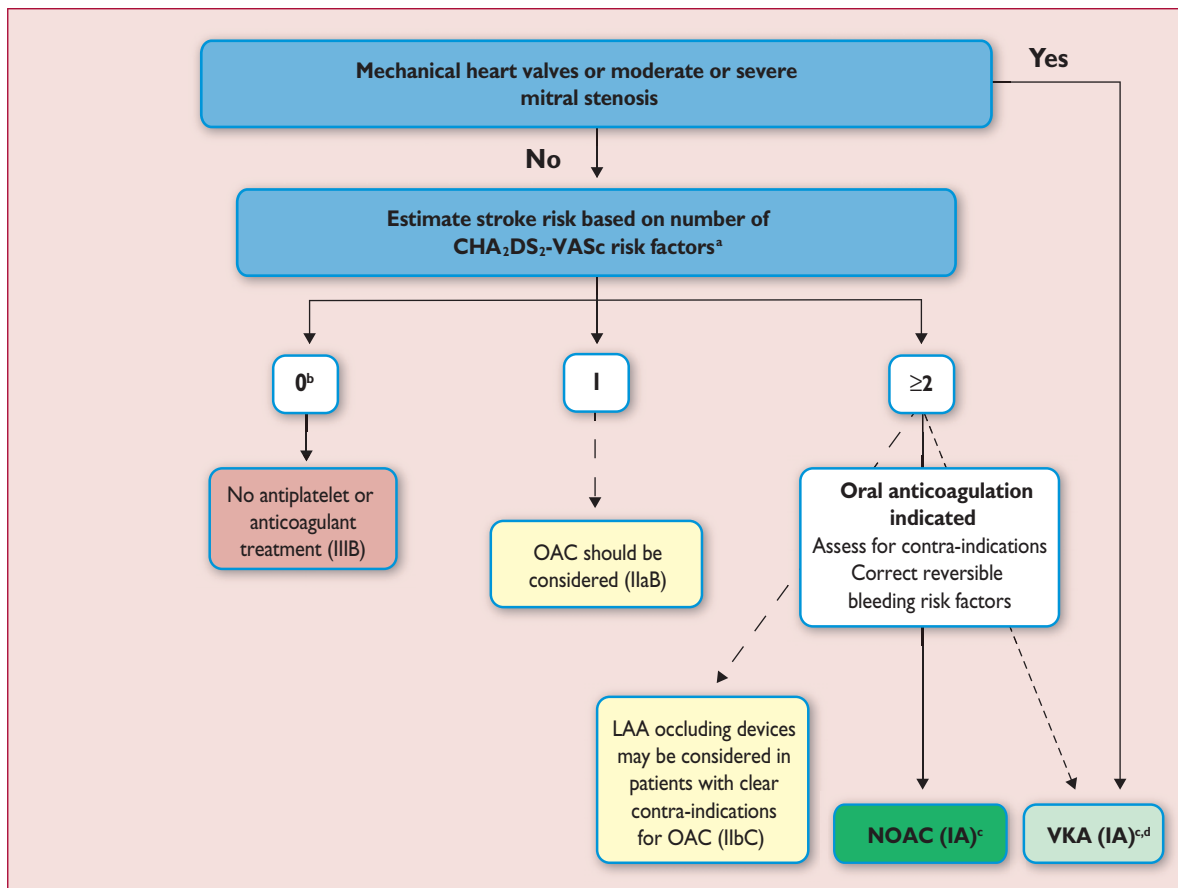 Mechanical heart valves or moderate or severe
mitral stenosis
Yes
No
Estimate stroke risk based on number of
CHA₂DS₂-VASc risk factorsᵃ
0ᵇ
1
≥2
No antiplatelet or
anticoagulant
treatment (IIIB)
OAC should be
considered (IIaB)
Oral anticoagulation
indicated
Assess for contra-indications
Correct reversible
bleeding risk factors
LAA occluding devices
may be considered in
patients with clear
contra-indications
for OAC (IIbC)
NOAC (IA)ᶜ
VKA (IA)ᶜ,ᵈ